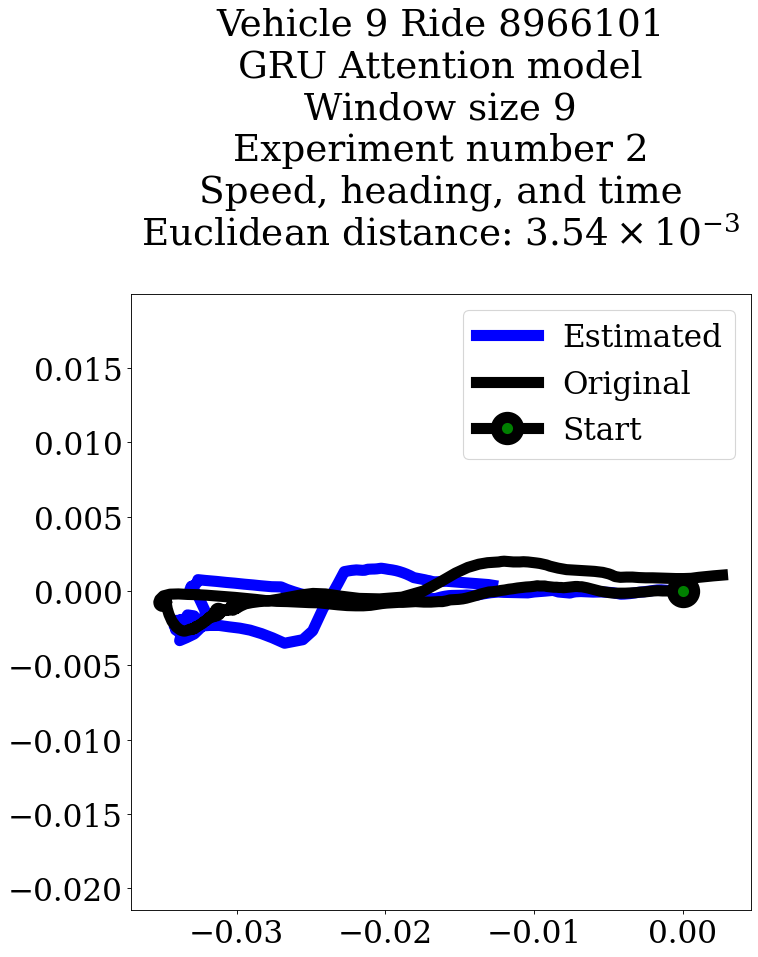 Vehicle 9 Ride 8966101
GRU Attention model
Window size 9
Experiment number 2
Speed, heading, and time
Euclidean distance: 3.54 × 10⁻³
Estimated
Original
Start
0.015
0.010
0.005
0.000
−0.005
−0.010
−0.015
−0.020
−0.03 −0.02 −0.01 0.00